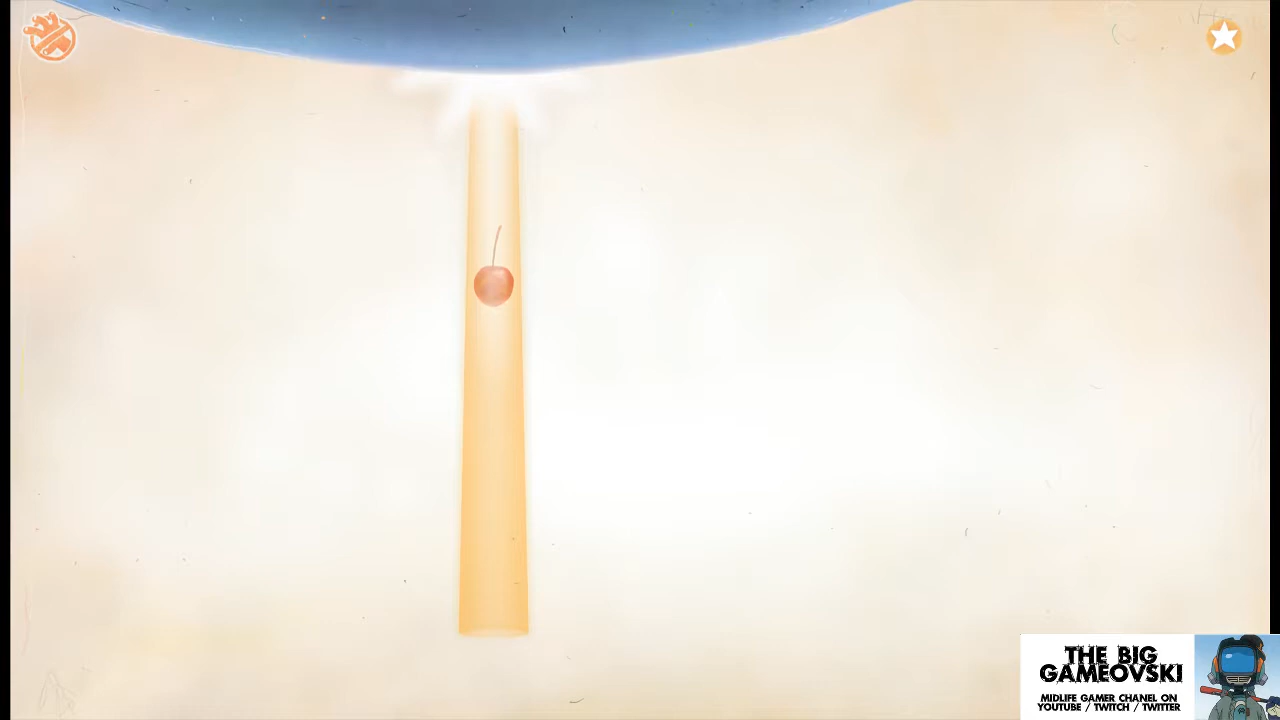 THE BIG
GAMEOVSKI
MIDLIFE GAMER CHANEL ON
YOUTUBE / TWITCH / TWITTER